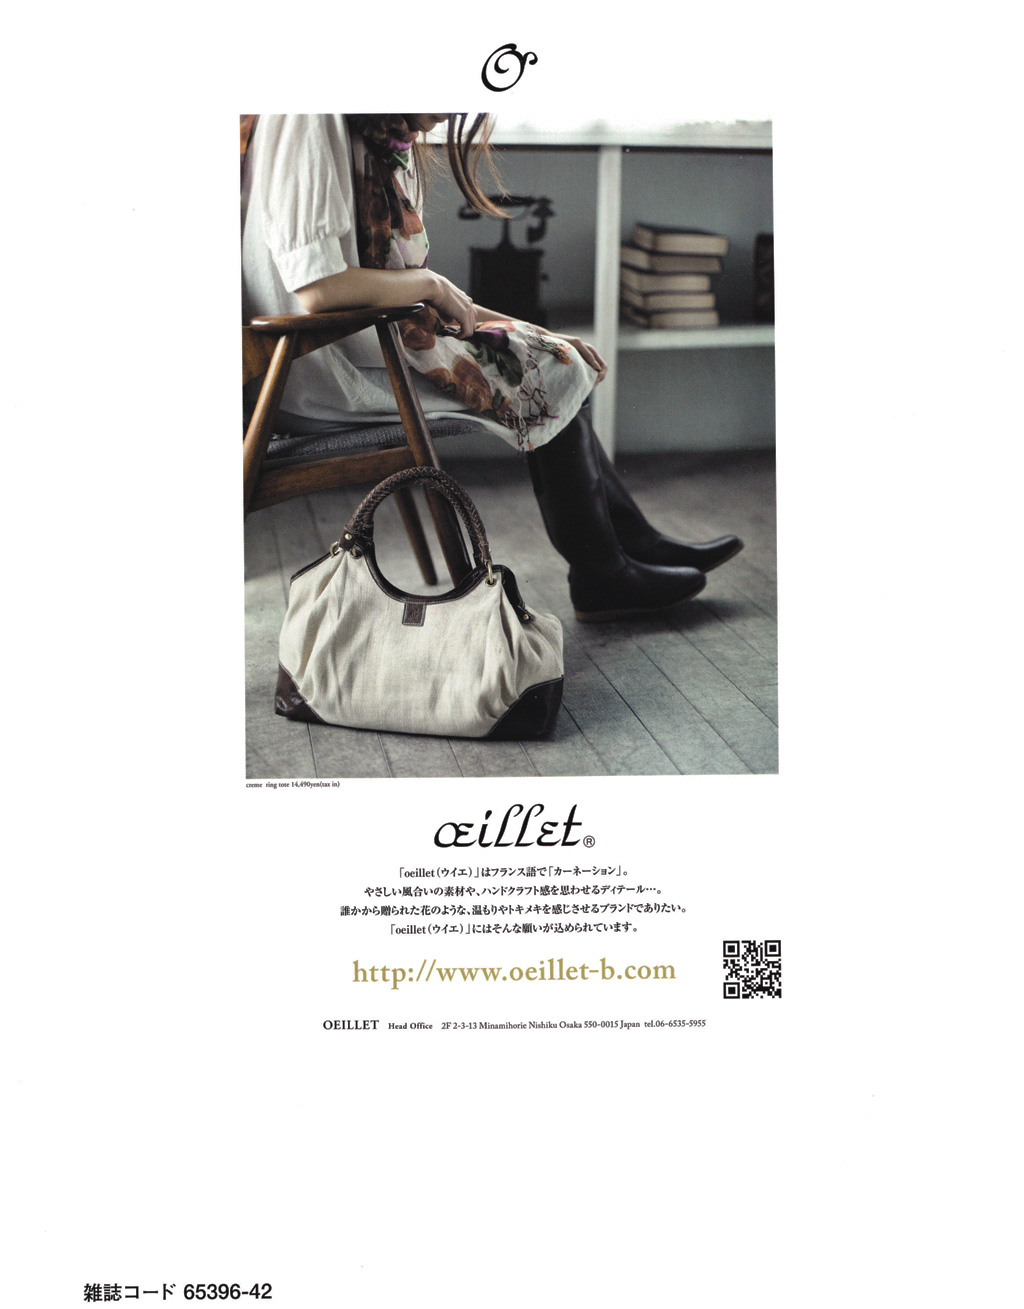 creme ring tote 14,490yen(tax in)
œillet®
「oeillet（ウイエ）」はフランス語で「カーネーション」。
やさしい風合いの素材や、ハンドクラフト感を思わせるディテール…。
誰かから贈られた花のような、温もりやトキメキを感じさせるブランドでありたい。
「oeillet（ウイエ）」にはそんな願いが込められています。
http://www.oeillet-b.com
OEILLET Head Office 2F 2-3-13 Minamihorie Nishiku Osaka 550-0015 Japan tel.06-6535-5955
雑誌コード 65396-42